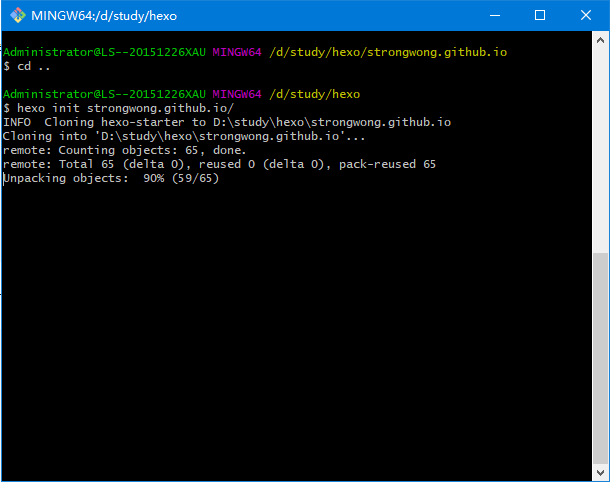 MINGW64:/d/study/hexo
Administrator@LS--20151226XAU MINGW64 /d/study/hexo/strongwong.github.io
$ cd ..
Administrator@LS--20151226XAU MINGW64 /d/study/hexo
$ hexo init strongwong.github.io/
INFO  Cloning hexo-starter to D:\study\hexo\strongwong.github.io
Cloning into 'D:\study\hexo\strongwong.github.io'...
remote: Counting objects: 65, done.
remote: Total 65 (delta 0), reused 0 (delta 0), pack-reused 65
Unpacking objects:  90% (59/65)